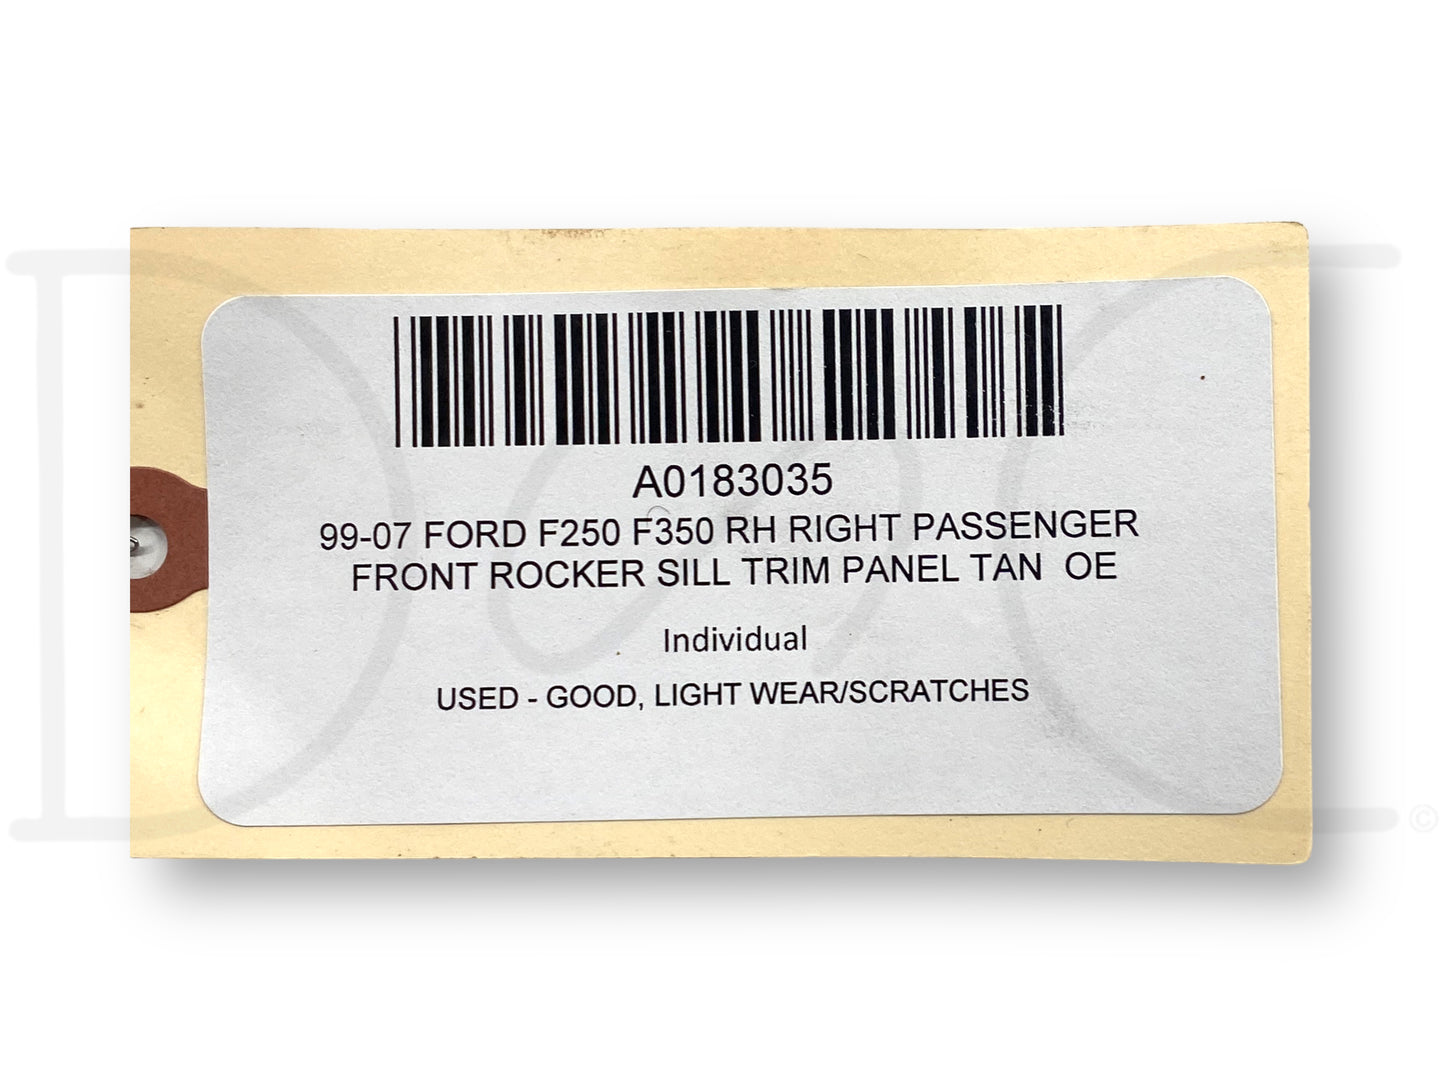 A0183035
99-07 FORD F250 F350 RH RIGHT PASSENGER
FRONT ROCKER SILL TRIM PANEL TAN  OE
Individual
USED - GOOD, LIGHT WEAR/SCRATCHES
©